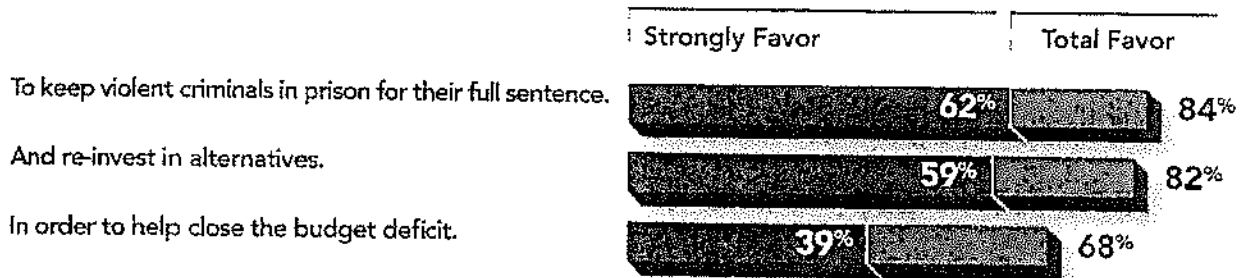 Strongly Favor Total Favor
To keep violent criminals in prison for their full sentence. 62% 84%
And re-invest in alternatives. 59% 82%
In order to help close the budget deficit. 39% 68%